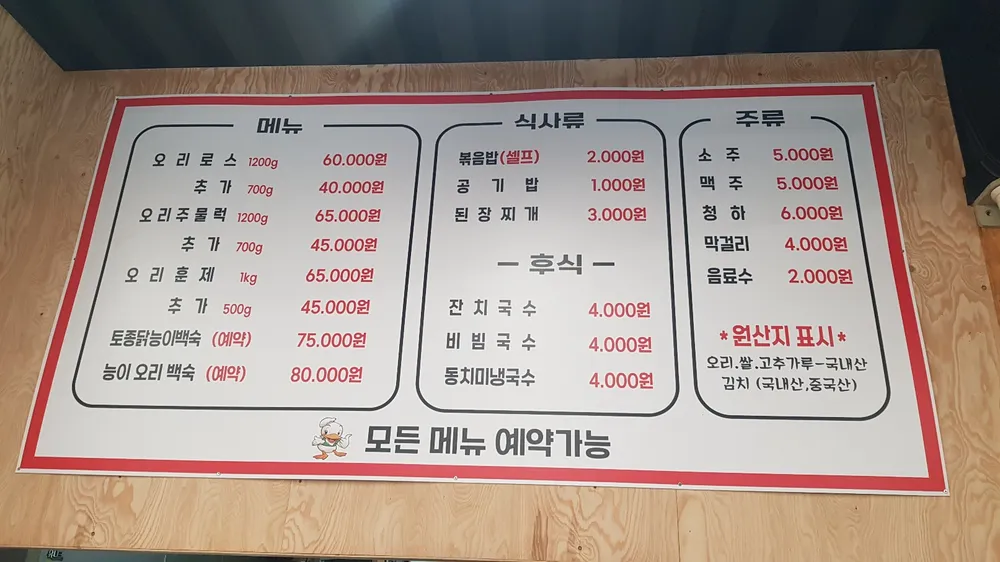 메뉴
오리로스 1200g 60.000원
추가 700g 40.000원
오리주물럭 1200g 65.000원
추가 700g 45.000원
오리훈제 1kg 65.000원
추가 500g 45.000원
토종닭능이백숙 (예약) 75.000원
능이 오리 백숙 (예약) 80.000원
식사류
볶음밥(셀프) 2.000원
공기밥 1.000원
된장찌개 3.000원
- 후식 -
잔치국수 4.000원
비빔국수 4.000원
동치미냉국수 4.000원
주류
소주 5.000원
맥주 5.000원
청하 6.000원
막걸리 4.000원
음료수 2.000원
*원산지 표시*
오리.쌀.고추가루-국내산
김치 (국내산,중국산)
모든 메뉴 예약가능